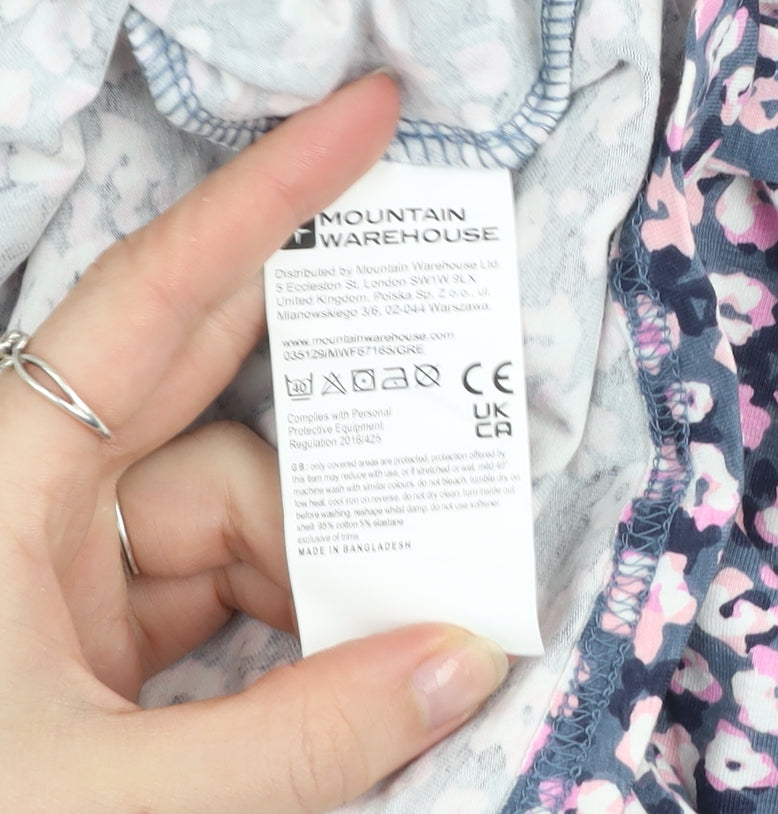 MOUNTAIN
WAREHOUSE
Distributed by Mountain Warehouse Ltd.
5 Eccleston St. London SW1W 9LX
United Kingdom. Polska Sp. Z o.o., ul.
Mianowskiego 3/6, 02-044 Warszawa.
www.mountainwarehouse.com
035129/MWF67165/GRE
40
CE
UK
CA
Complies with Personal
Protective Equipment
Regulation 2016/425
GB: only covered areas are protected, protection offered by
this item may reduce with use, or if stretched or wet. mild 40°
machine wash with similar colours, do not bleach, tumble dry on
low heat, cool iron on reverse, do not dry clean, turn inside out
before washing, reshape whilst damp, do not use softener.
shell: 95% cotton 5% elastane
exclusive of trims
MADE IN BANGLADESH